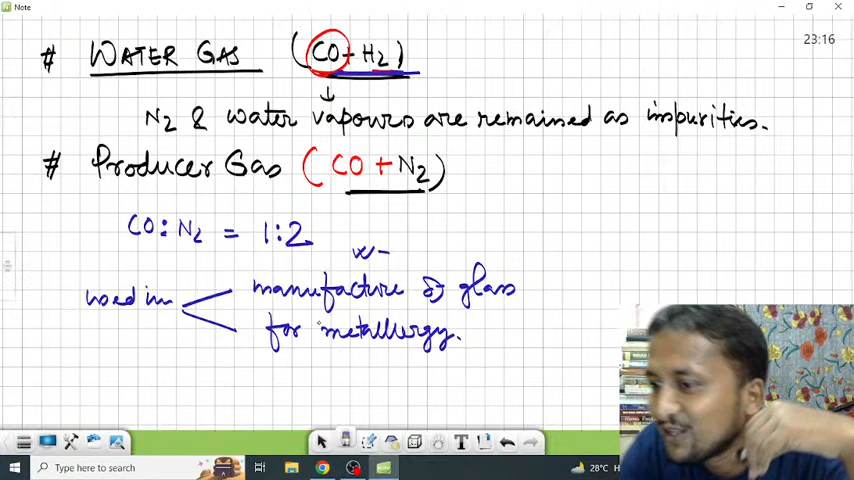 Note
23:16
# WATER GAS (CO+H2)
↓
N2 & water vapours are remained as impurities.
# Producer Gas (CO + N2)
CO:N2 = 1:2
used in manufacture of glass
for metallurgy.
Type here to search
28°C H